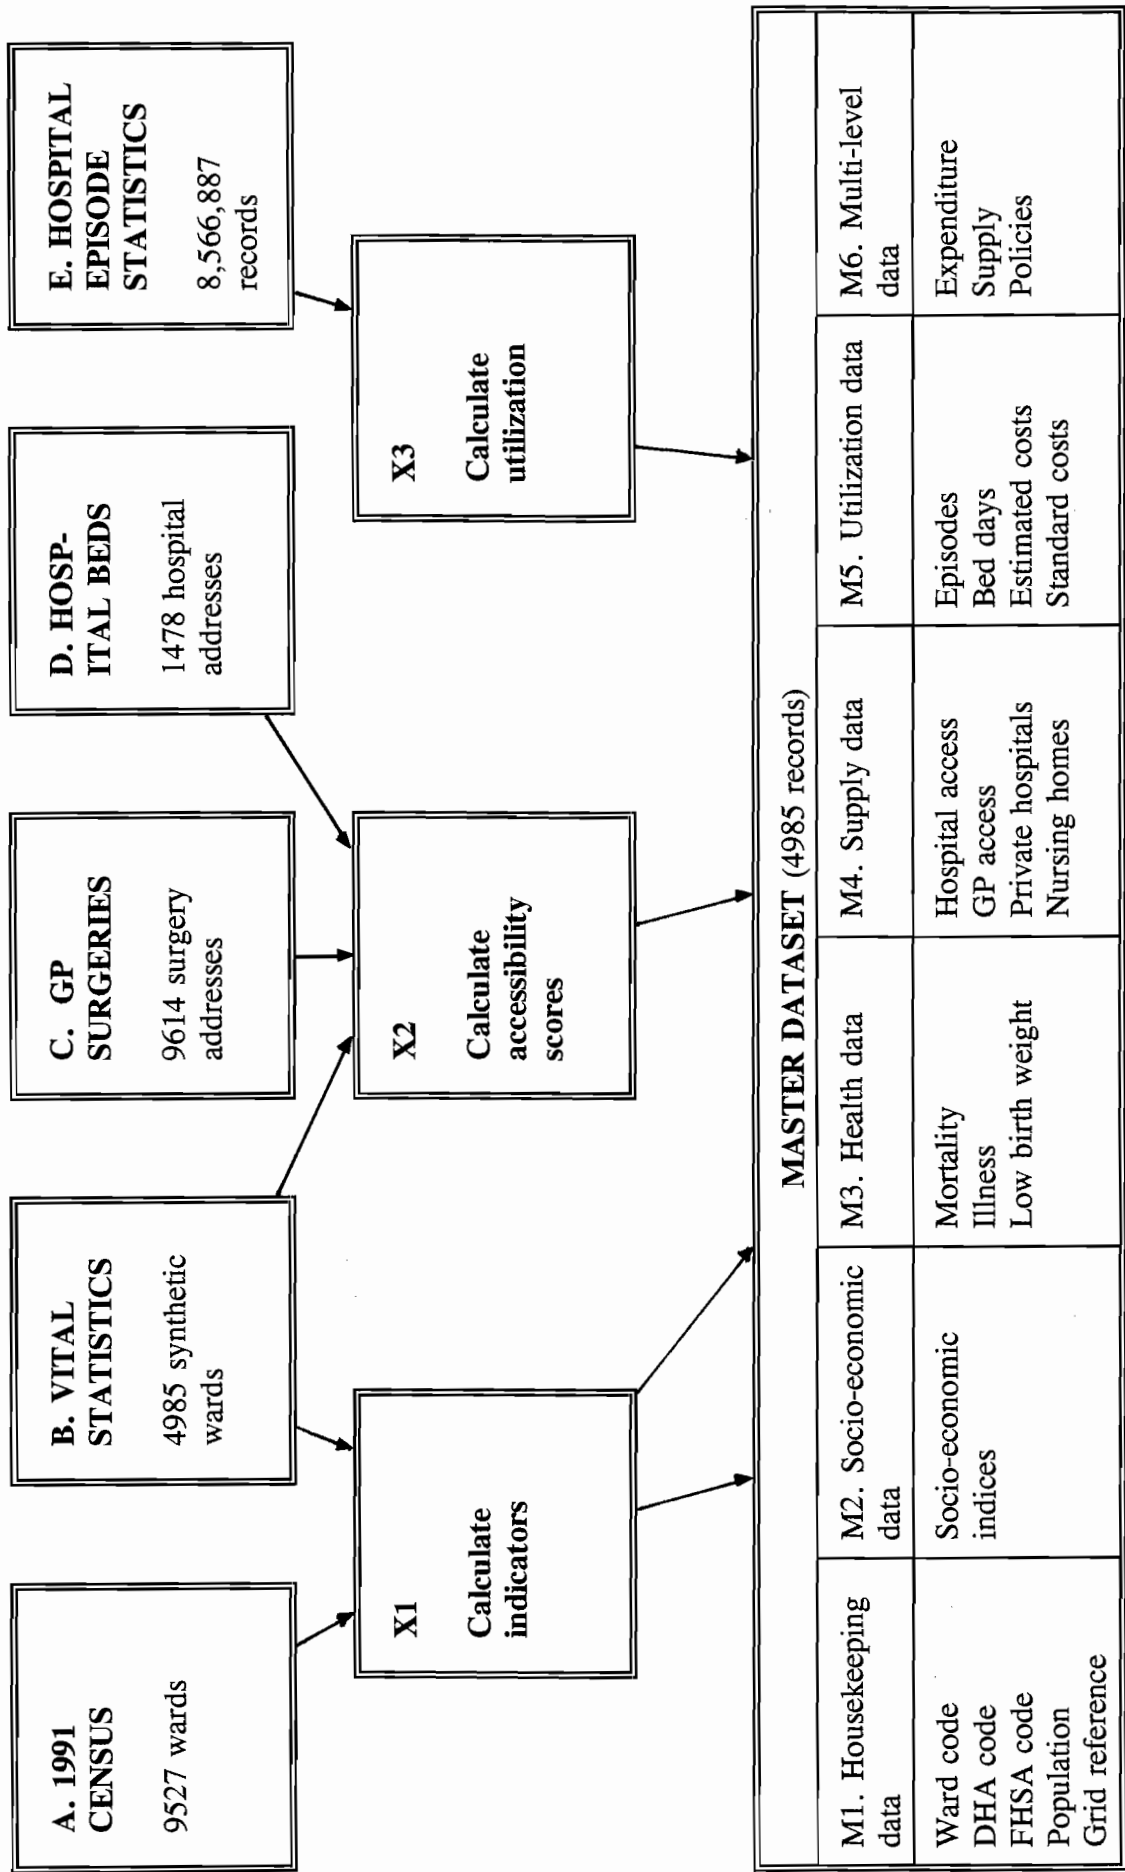 A. 1991
CENSUS
9527 wards
B. VITAL
STATISTICS
4985 synthetic
wards
C. GP
SURGERIES
9614 surgery
addresses
D. HOSP-
ITAL BEDS
1478 hospital
addresses
E. HOSPITAL
EPISODE
STATISTICS
8,566,887
records
X1
Calculate
indicators
X2
Calculate
accessibility
scores
X3
Calculate
utilization
MASTER DATASET (4985 records)
M1. Housekeeping
data
M2. Socio-economic
data
M3. Health data
M4. Supply data
M5. Utilization data
M6. Multi-level
data
Ward code
DHA code
FHSA code
Population
Grid reference
Socio-economic
indices
Mortality
Illness
Low birth weight
Hospital access
GP access
Private hospitals
Nursing homes
Episodes
Bed days
Estimated costs
Standard costs
Expenditure
Supply
Policies